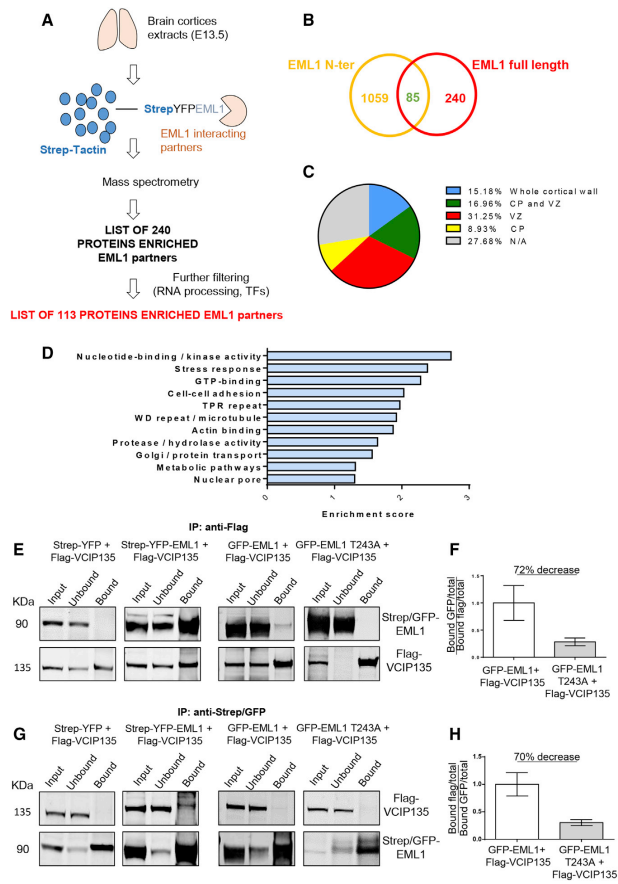 A
Brain cortices
extracts (E13.5)
StrepYFPEML1
Strep-Tactin
EML1 interacting
partners
Mass spectrometry
LIST OF 240
PROTEINS ENRICHED
EML1 partners
Further filtering
(RNA processing, TFs)
LIST OF 113 PROTEINS ENRICHED EML1 partners
B
EML1 N-ter
EML1 full length
1059
85
240
C
15.18% Whole cortical wall
16.96% CP and VZ
31.25% VZ
8.93% CP
27.68% N/A
D
Nucleotide-binding / kinase activity
Stress response
GTP-binding
Cell-cell adhesion
TPR repeat
WD repeat / microtubule
Actin binding
Protease / hydrolase activity
Golgi / protein transport
Metabolic pathways
Nuclear pore
0 1 2 3
Enrichment score
IP: anti-Flag
E
Strep-YFP +
Flag-VCIP135
Strep-YFP-EML1 +
Flag-VCIP135
GFP-EML1 +
Flag-VCIP135
GFP-EML1 T243A +
Flag-VCIP135
Input Unbound Bound
Input Unbound Bound
Input Unbound Bound
Input Unbound Bound
KDa
90
Strep/GFP-
EML1
135
Flag-
VCIP135
F
72% decrease
Bound GFP/total
Bound flag/total
1.5
1.0
0.5
0.0
GFP-EML1+
Flag-VCIP135
GFP-EML1
T243A +
Flag-VCIP135
IP: anti-Strep/GFP
G
Strep-YFP +
Flag-VCIP135
Strep-YFP-EML1 +
Flag-VCIP135
GFP-EML1 +
Flag-VCIP135
GFP-EML1 T243A +
Flag-VCIP135
Input Unbound Bound
Input Unbound Bound
Input Unbound Bound
Input Unbound Bound
135
Flag-
VCIP135
90
Strep/GFP-
EML1
H
70% decrease
Bound flag/total
Bound GFP/total
1.5
1.0
0.5
0.0
GFP-EML1+
Flag-VCIP135
GFP-EML1
T243A +
Flag-VCIP135